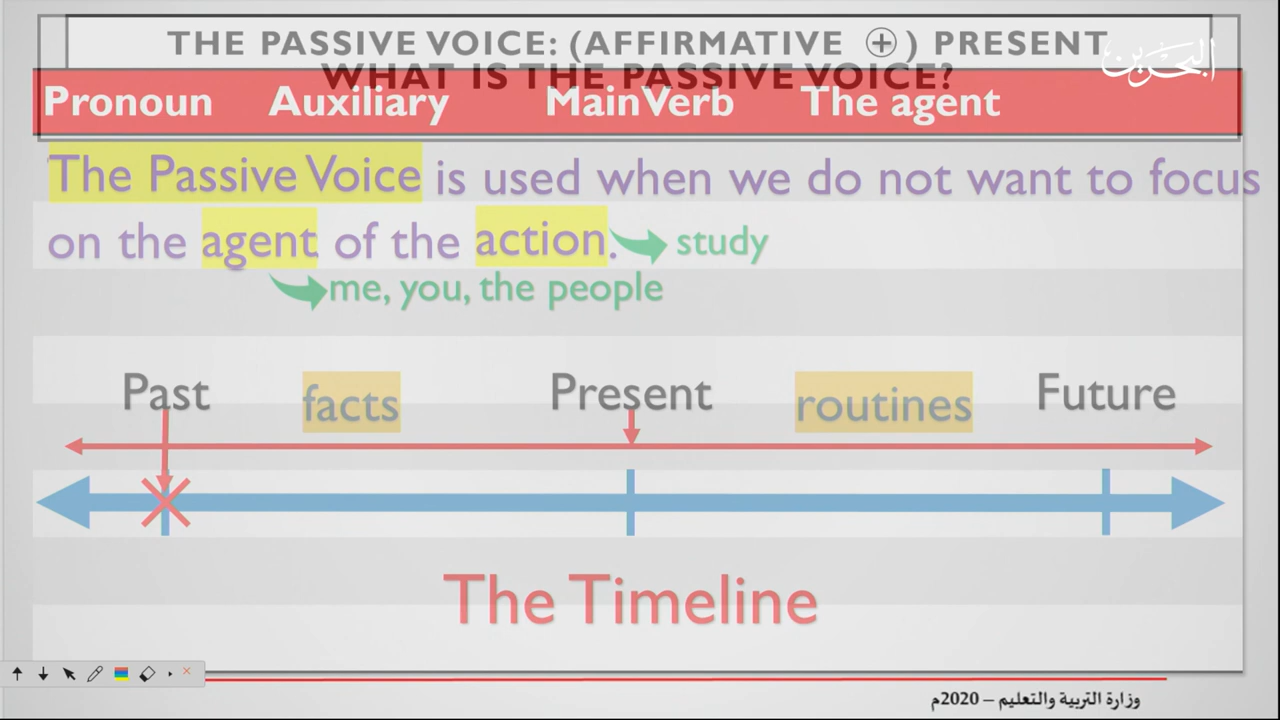 THE PASSIVE VOICE: (AFFIRMATIVE +) PRESENT
البحرين
WHAT IS THE PASSIVE VOICE?
Pronoun Auxiliary Main Verb The agent
The Passive Voice is used when we do not want to focus
on the agent of the action. study
me, you, the people
Past facts Present routines Future
The Timeline
وزارة التربية والتعليم – 2020م